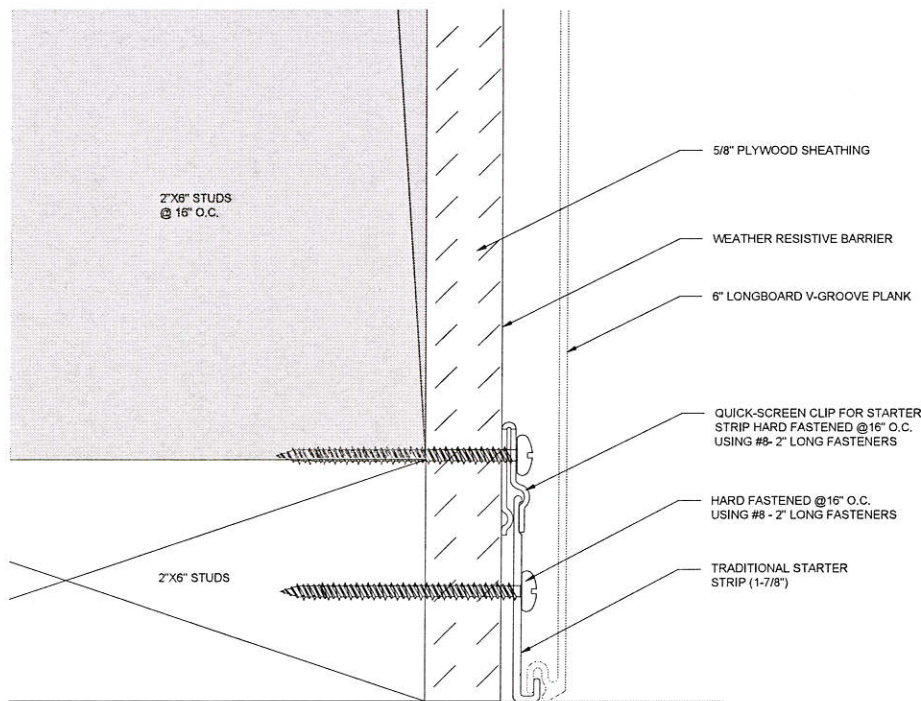 5/8" PLYWOOD SHEATHING
2"X6" STUDS
@ 16" O.C.
WEATHER RESISTIVE BARRIER
6" LONGBOARD V-GROOVE PLANK
QUICK-SCREEN CLIP FOR STARTER
STRIP HARD FASTENED @16" O.C.
USING #8- 2" LONG FASTENERS
HARD FASTENED @16" O.C.
USING #8 - 2" LONG FASTENERS
2"X6" STUDS
TRADITIONAL STARTER
STRIP (1-7/8")